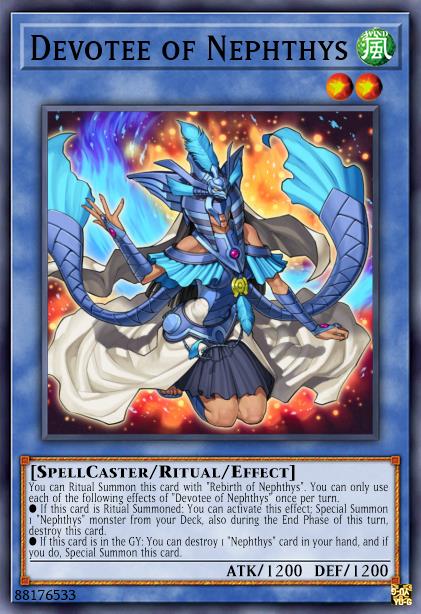 Devotee of Nephthys
WIND
風
[SpellCaster/Ritual/Effect]
You can Ritual Summon this card with "Rebirth of Nephthys". You can only use
each of the following effects of "Devotee of Nephthys" once per turn.
● If this card is Ritual Summoned: You can activate this effect; Special Summon
1 "Nephthys" monster from your Deck, also during the End Phase of this turn,
destroy this card.
● If this card is in the GY: You can destroy 1 "Nephthys" card in your hand, and if
you do, Special Summon this card.
ATK/1200 DEF/1200
88176533